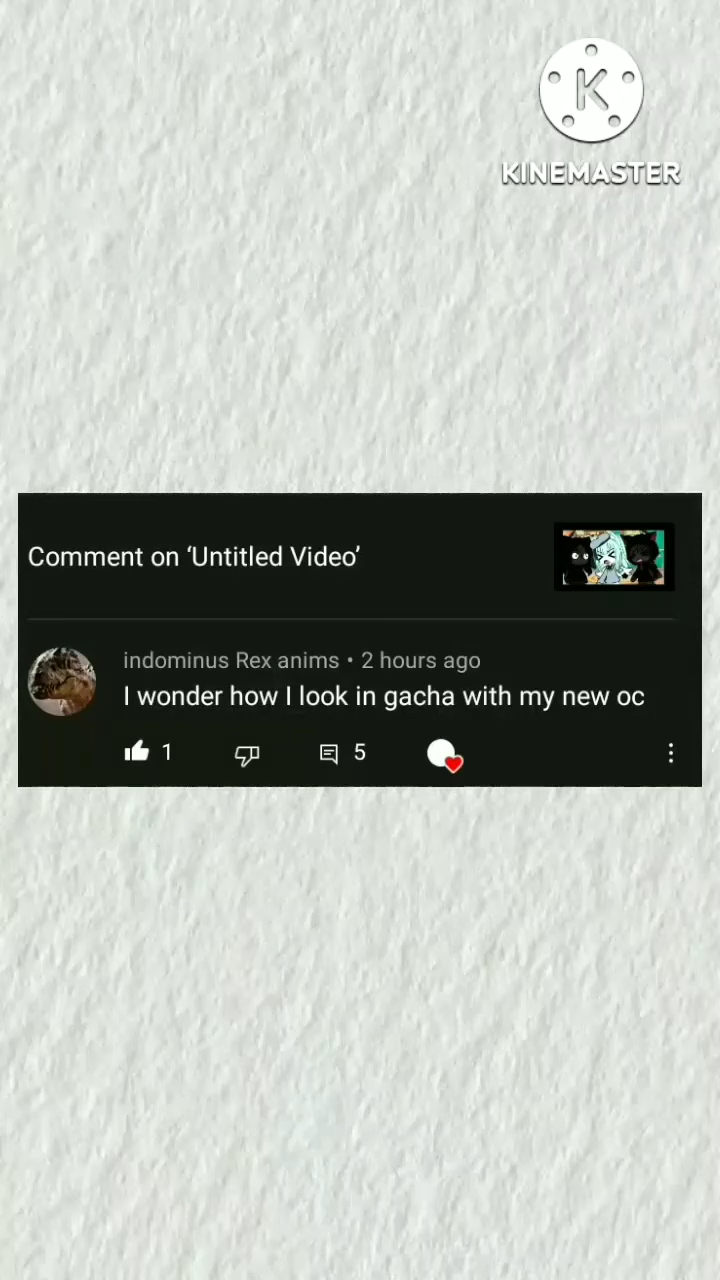 K
KINEMASTER
Comment on ‘Untitled Video’
indominus Rex anims • 2 hours ago
I wonder how I look in gacha with my new oc
1
5